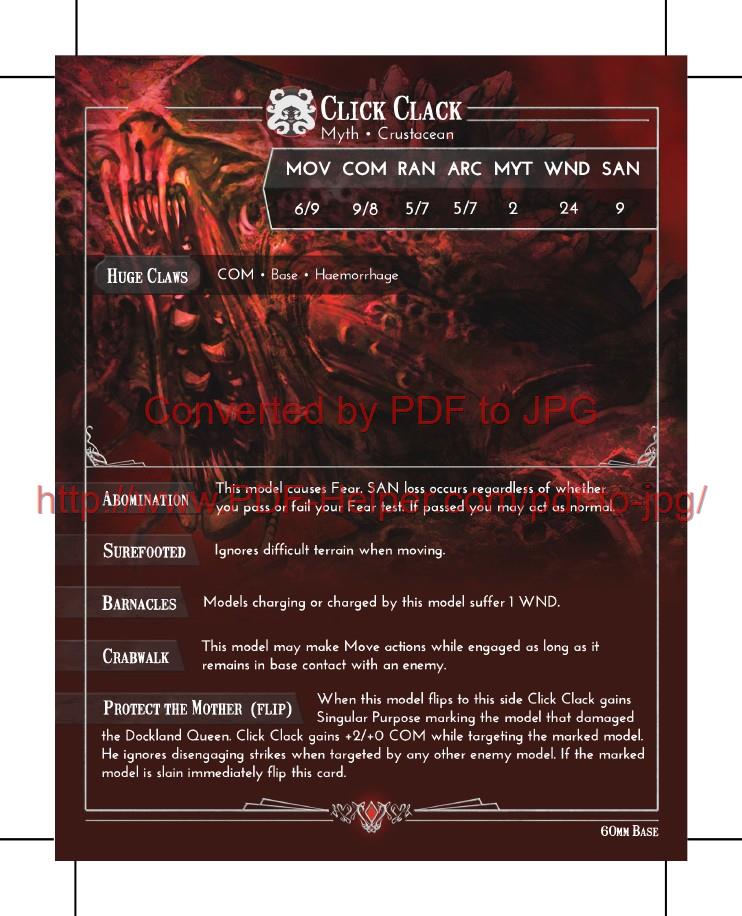 Click Clack
Myth • Crustacean
MOV COM RAN ARC MYT WND SAN
6/9 9/8 5/7 5/7 2 24 9
Huge Claws COM • Base • Haemorrhage
Converted by PDF to JPG
Abomination This model causes Fear. SAN loss occurs regardless of whether
you pass or fail your Fear test. If passed you may act as normal.
Surefooted Ignores difficult terrain when moving.
Barnacles Models charging or charged by this model suffer 1 WND.
Crabwalk This model may make Move actions while engaged as long as it
remains in base contact with an enemy.
Protect the Mother (flip) When this model flips to this side Click Clack gains
Singular Purpose marking the model that damaged
the Dockland Queen. Click Clack gains +2/+0 COM while targeting the marked model.
He ignores disengaging strikes when targeted by any other enemy model. If the marked
model is slain immediately flip this card.
60mm Base